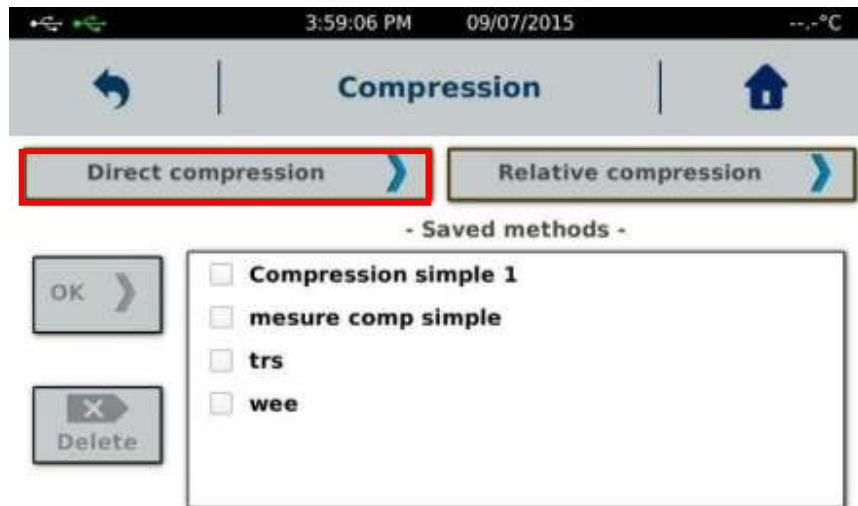 3:59:06 PM 09/07/2015 --.-°C
Compression
Direct compression Relative compression
- Saved methods -
OK
Compression simple 1
mesure comp simple
trs
wee
Delete